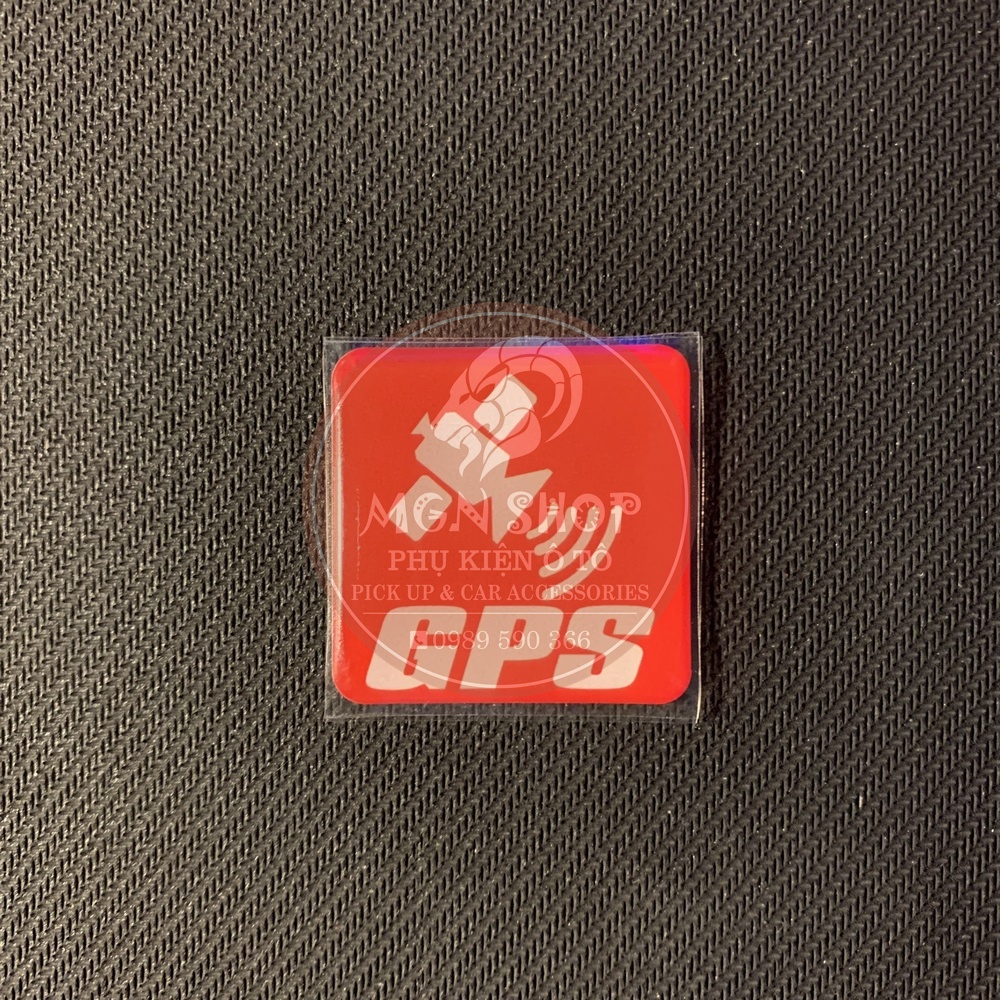 MGN SHOP
PHỤ KIỆN Ô TÔ
PICK UP & CAR ACCESSORIES
0989 590 366
GPS